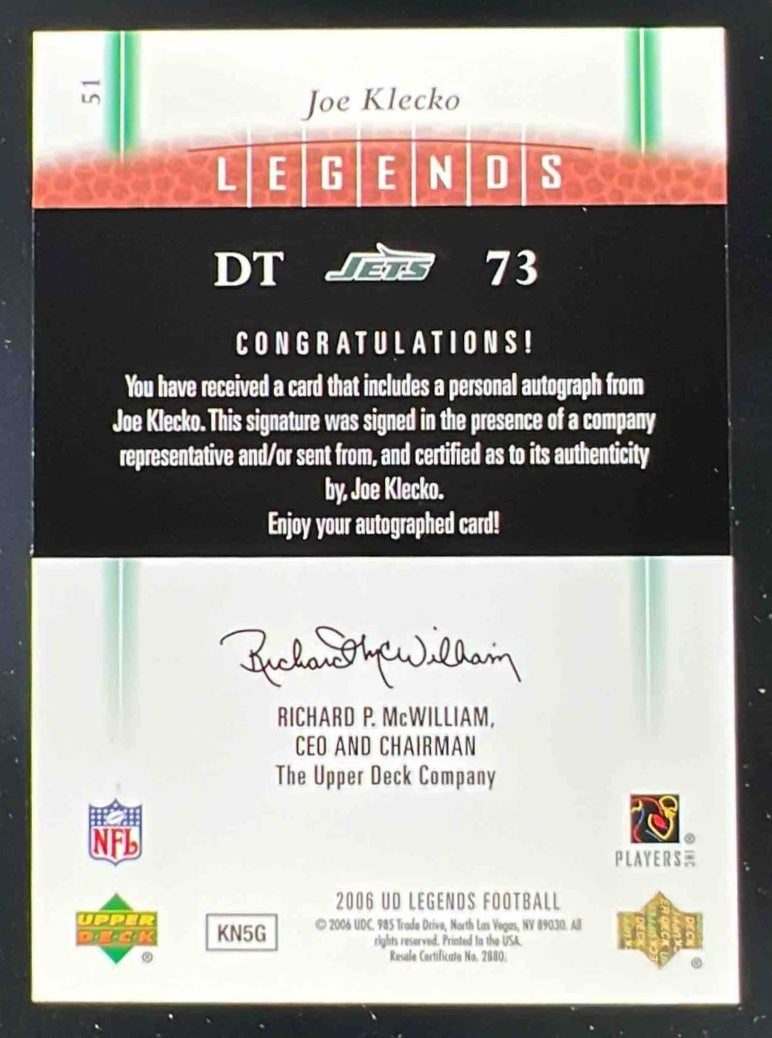 51
Joe Klecko
LEGENDS
DT JETS 73
CONGRATULATIONS!
You have received a card that includes a personal autograph from
Joe Klecko. This signature was signed in the presence of a company
representative and/or sent from, and certified as to its authenticity
by, Joe Klecko.
Enjoy your autographed card!
Richard McWilliam
RICHARD P. McWILLIAM,
CEO AND CHAIRMAN
The Upper Deck Company
NFL
PLAYERS INC ®
UPPER
DECK
®
KN5G
2006 UD LEGENDS FOOTBALL
© 2006 UDC, 985 Trade Drive, North Las Vegas, NV 89030. All
rights reserved. Printed in the USA.
Resale Certificate No. 2880.
®